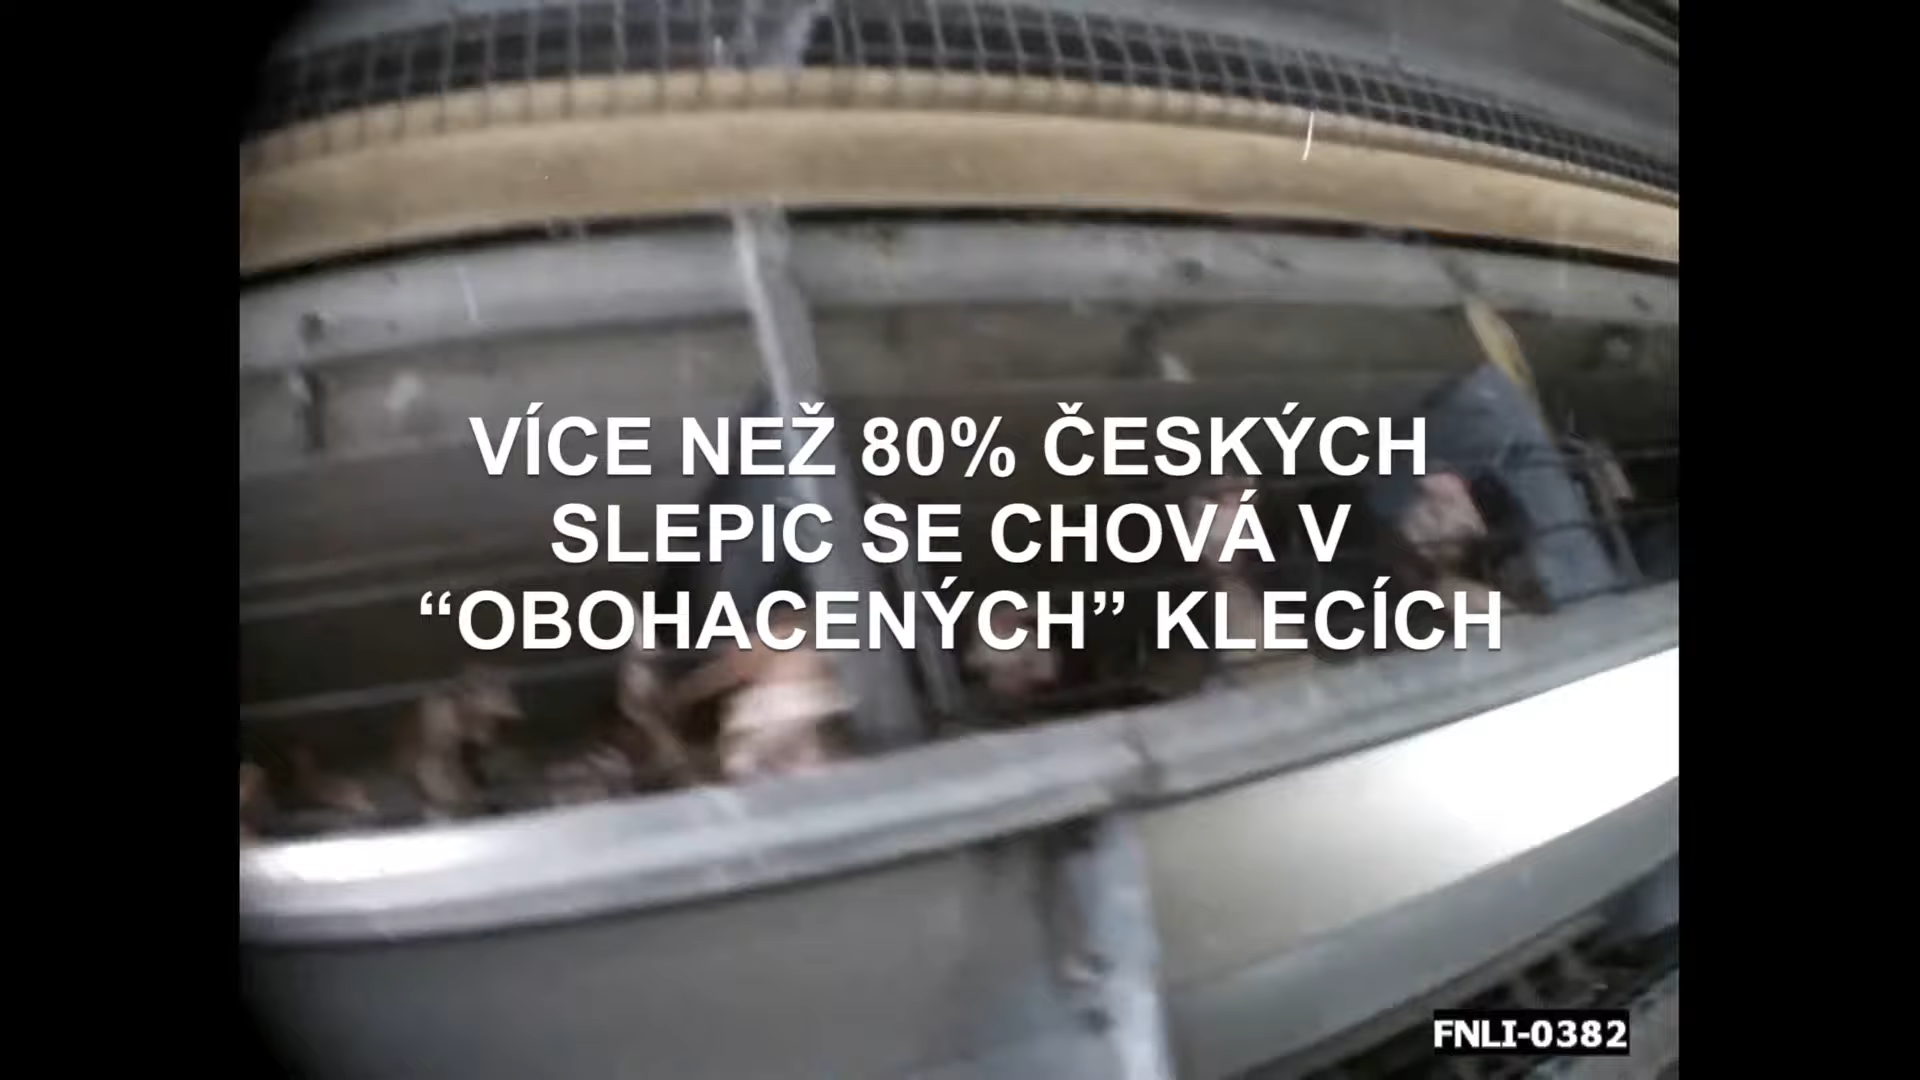 VÍCE NEŽ 80% ČESKÝCH
SLEPIC SE CHOVÁ V
“OBOHACENÝCH” KLECÍCH
FNLI-0382